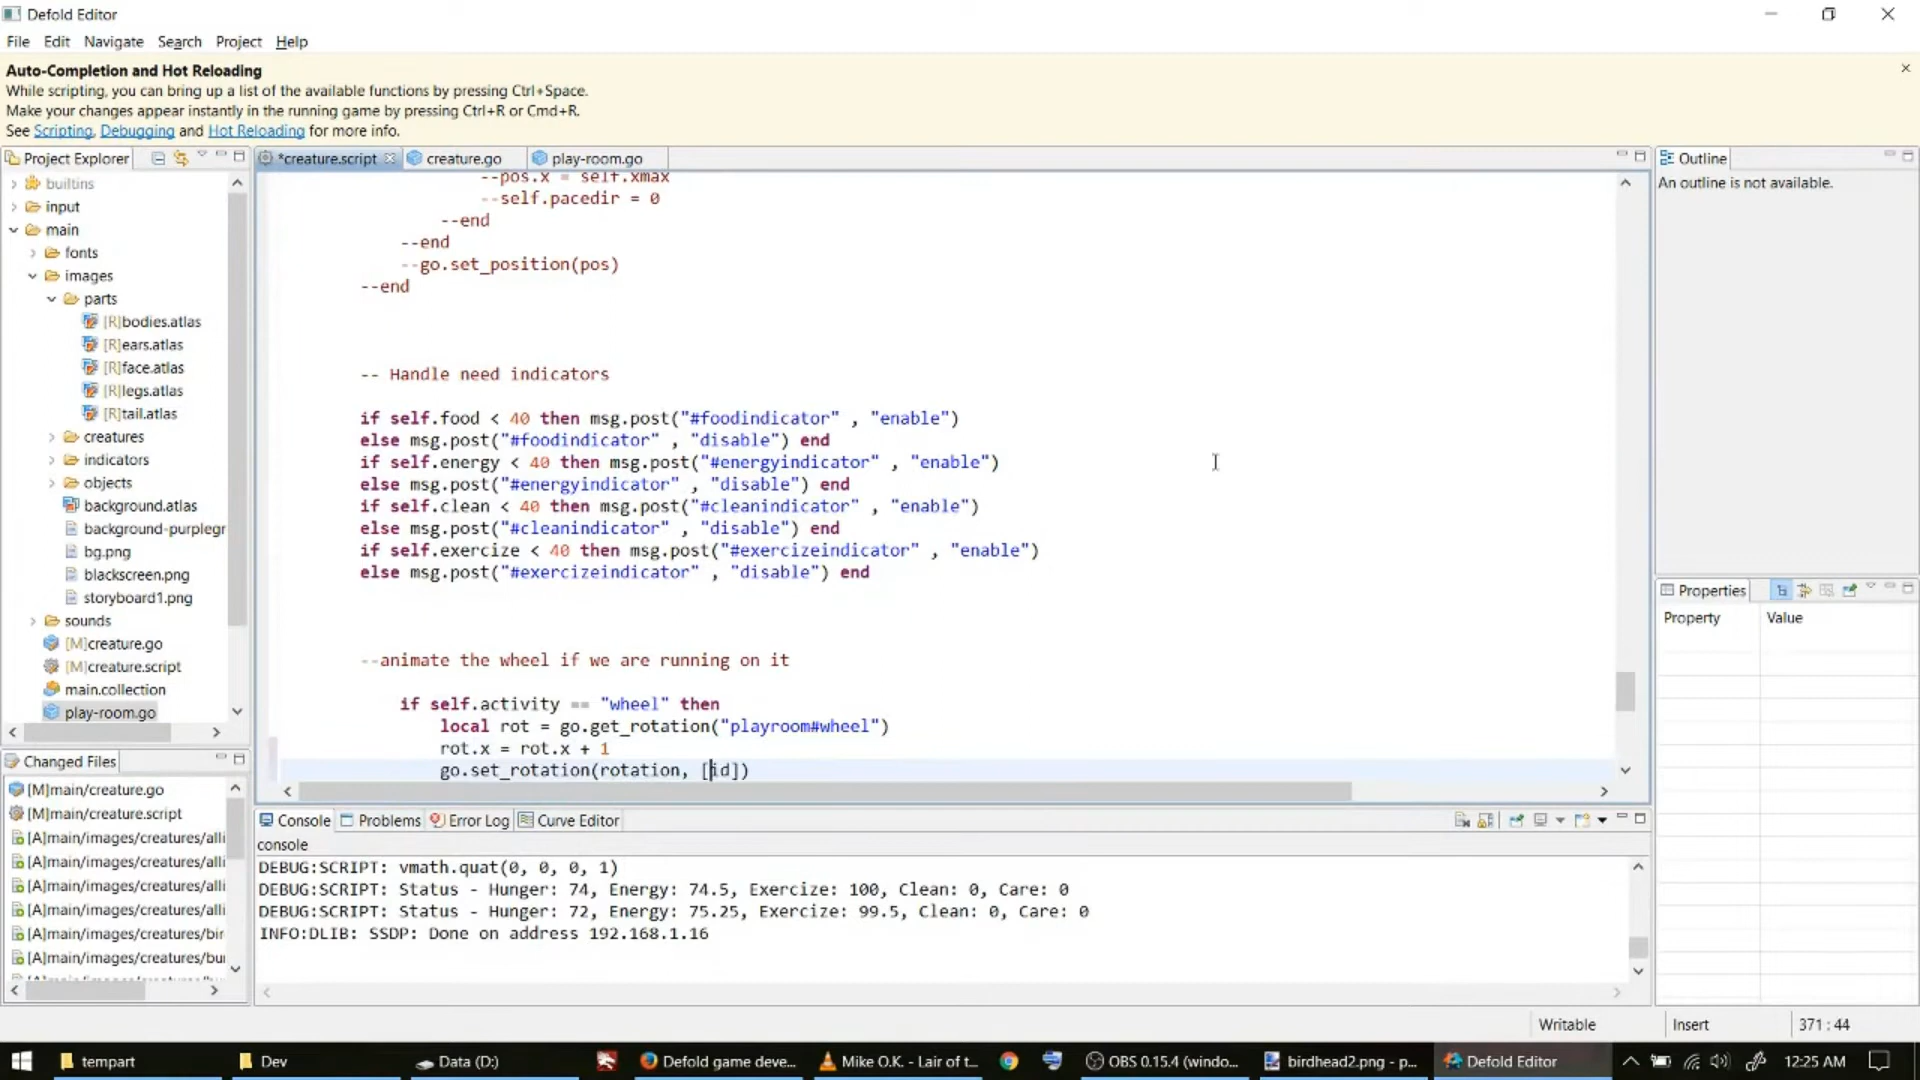 Defold Editor
File Edit Navigate Search Project Help
Auto-Completion and Hot Reloading
While scripting, you can bring up a list of the available functions by pressing Ctrl+Space.
Make your changes appear instantly in the running game by pressing Ctrl+R or Cmd+R.
See Scripting, Debugging and Hot Reloading for more info.
Project Explorer
*creature.script
creature.go
play-room.go
Outline
builtins
input
main
fonts
images
parts
[R]bodies.atlas
[R]ears.atlas
[R]face.atlas
[R]legs.atlas
[R]tail.atlas
creatures
indicators
objects
background.atlas
background-purplegr
bg.png
blackscreen.png
storyboard1.png
sounds
[M]creature.go
[M]creature.script
main.collection
play-room.go
Changed Files
[M]main/creature.go
[M]main/creature.script
[A]main/images/creatures/alli
[A]main/images/creatures/alli
[A]main/images/creatures/alli
[A]main/images/creatures/alli
[A]main/images/creatures/bir
[A]main/images/creatures/bu
--pos.x = self.xmax
--self.pacedir = 0
--end
--end
--go.set_position(pos)
--end
-- Handle need indicators
if self.food < 40 then msg.post("#foodindicator" , "enable")
else msg.post("#foodindicator" , "disable") end
if self.energy < 40 then msg.post("#energyindicator" , "enable")
else msg.post("#energyindicator" , "disable") end
if self.clean < 40 then msg.post("#cleanindicator" , "enable")
else msg.post("#cleanindicator" , "disable") end
if self.exercize < 40 then msg.post("#exercizeindicator" , "enable")
else msg.post("#exercizeindicator" , "disable") end
--animate the wheel if we are running on it
if self.activity == "wheel" then
local rot = go.get_rotation("playroom#wheel")
rot.x = rot.x + 1
go.set_rotation(rotation, [id])
An outline is not available.
Properties
Property Value
Console Problems Error Log Curve Editor
console
DEBUG:SCRIPT: vmath.quat(0, 0, 0, 1)
DEBUG:SCRIPT: Status - Hunger: 74, Energy: 74.5, Exercize: 100, Clean: 0, Care: 0
DEBUG:SCRIPT: Status - Hunger: 72, Energy: 75.25, Exercize: 99.5, Clean: 0, Care: 0
INFO:DLIB: SSDP: Done on address 192.168.1.16
Writable Insert 371 : 44
tempart
Dev
Data (D:)
Defold game deve...
Mike O.K. - Lair of t...
OBS 0.15.4 (windo...
birdhead2.png - p...
Defold Editor
12:25 AM